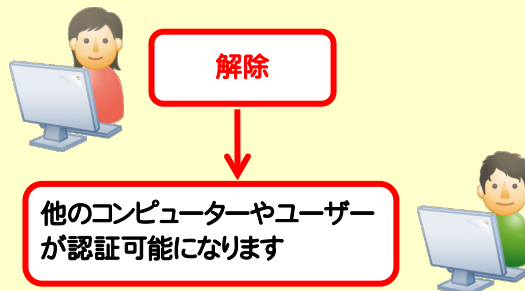 解除
他のコンピューターやユーザー
が認証可能になります